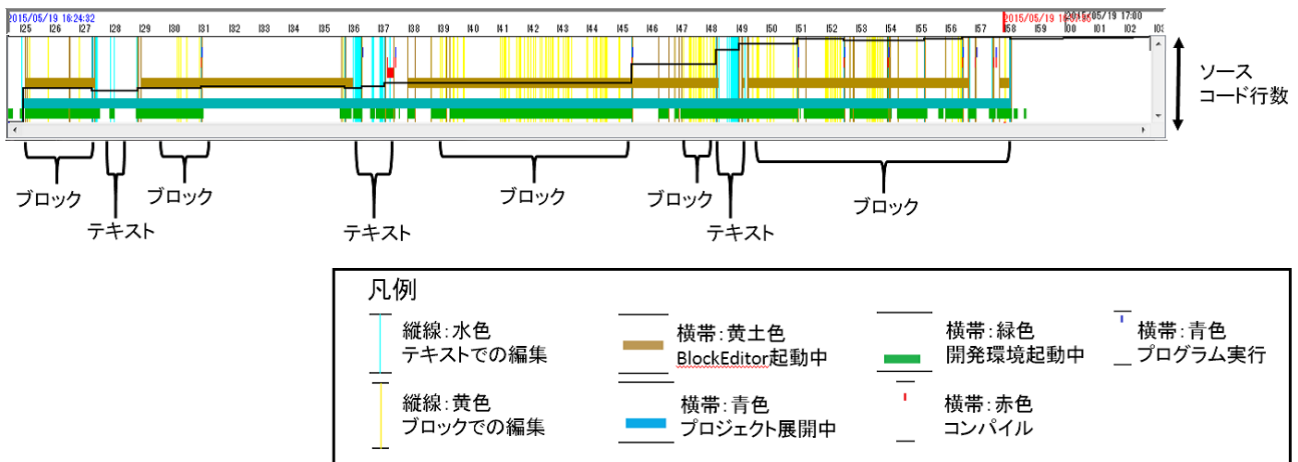 2015/05/19 16:24:32
2015/05/19 17:00
I25 I26 I27 I28 I29 I30 I31 I32 I33 I34 I35 I36 I37 I38 I39 I40 I41 I42 I43 I44 I45 I46 I47 I48 I49 I50 I51 I52 I53 I54 I55 I56 I57 I58 I59 I00 I01 I02
ソース
コード行数
ブロック
テキスト
ブロック
テキスト
ブロック
ブロック
テキスト
ブロック
凡例
縦線:水色
テキストでの編集
横帯:黄土色
BlockEditor起動中
横帯:緑色
開発環境起動中
横帯:青色
プログラム実行
縦線:黄色
ブロックでの編集
横帯:青色
プロジェクト展開中
横帯:赤色
コンパイル